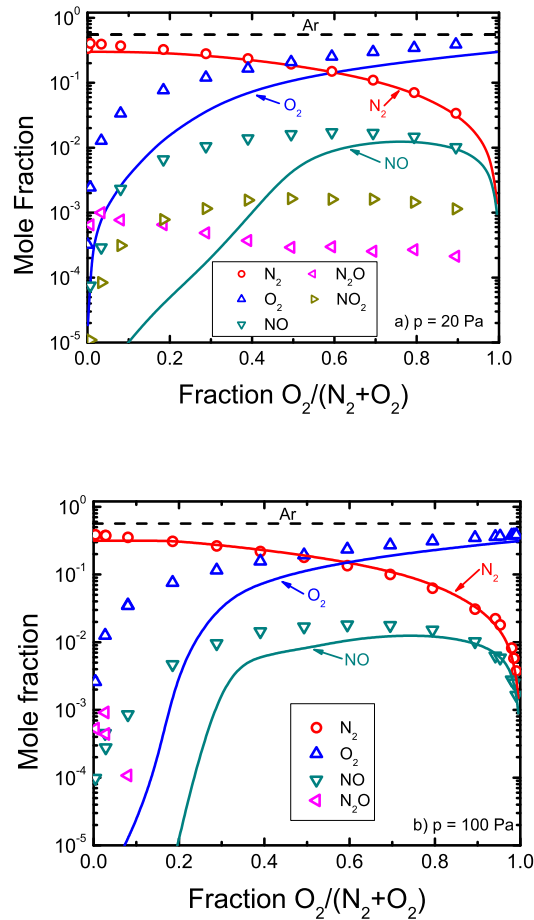 10⁰
10⁻¹
10⁻²
10⁻³
10⁻⁴
10⁻⁵
Mole Fraction
Ar
O₂
N₂
NO
N₂
O₂
NO
N₂O
NO₂
a) p = 20 Pa
0.0 0.2 0.4 0.6 0.8 1.0
Fraction O₂/(N₂+O₂)
10⁰
10⁻¹
10⁻²
10⁻³
10⁻⁴
10⁻⁵
Mole fraction
Ar
O₂
N₂
NO
N₂
O₂
NO
N₂O
b) p = 100 Pa
0.0 0.2 0.4 0.6 0.8 1.0
Fraction O₂/(N₂+O₂)